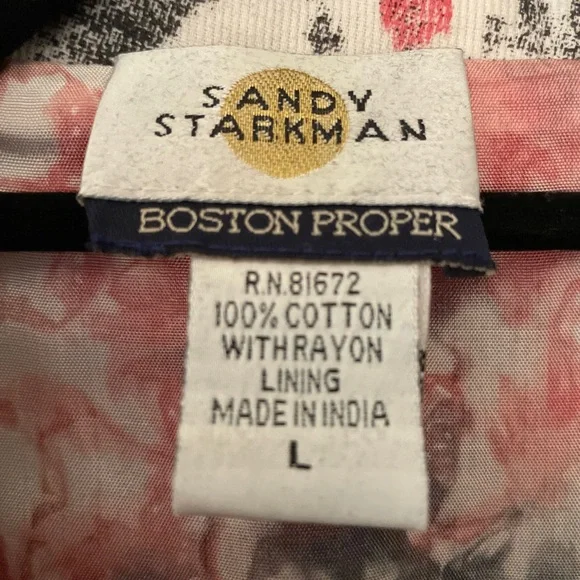 SANDY
STARKMAN
BOSTON PROPER
R.N.81672
100% COTTON
WITH RAYON
LINING
MADE IN INDIA
L